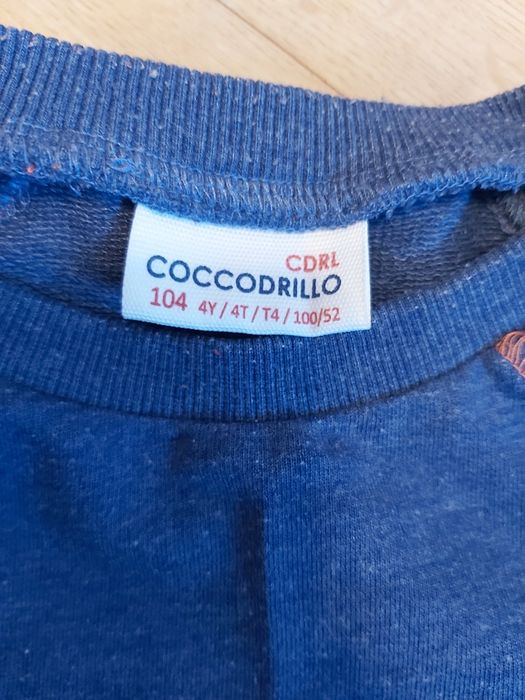 CDRL
COCCODRILLO
104 4Y / 4T / T4 / 100/52